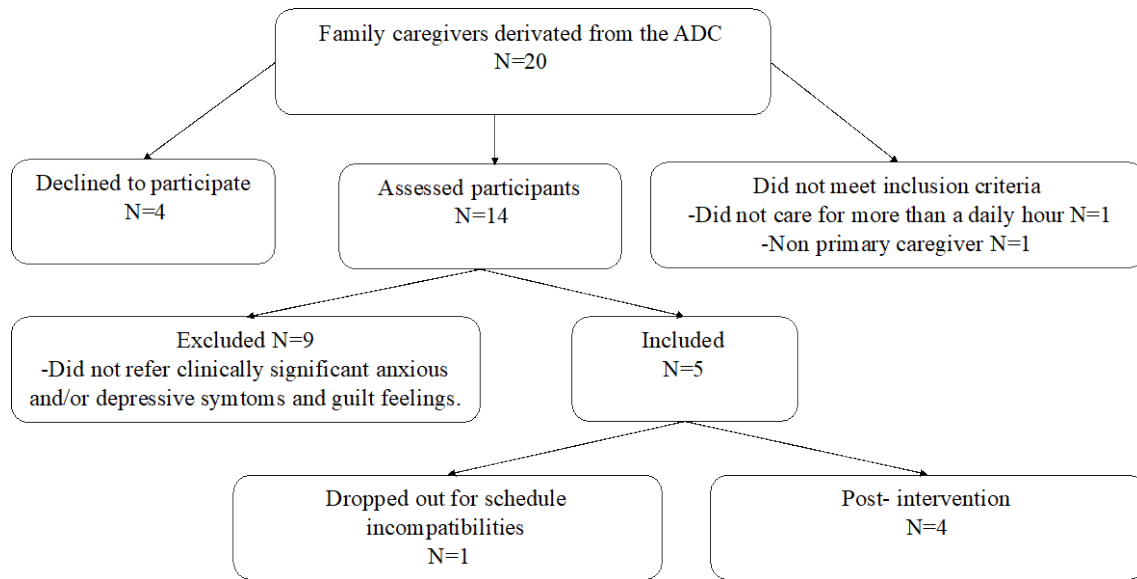 Family caregivers derivated from the ADC
N=20
Declined to participate
N=4
Assessed participants
N=14
Did not meet inclusion criteria
-Did not care for more than a daily hour N=1
-Non primary caregiver N=1
Excluded N=9
-Did not refer clinically significant anxious
and/or depressive symtoms and guilt feelings.
Included
N=5
Dropped out for schedule
incompatibilities
N=1
Post- intervention
N=4